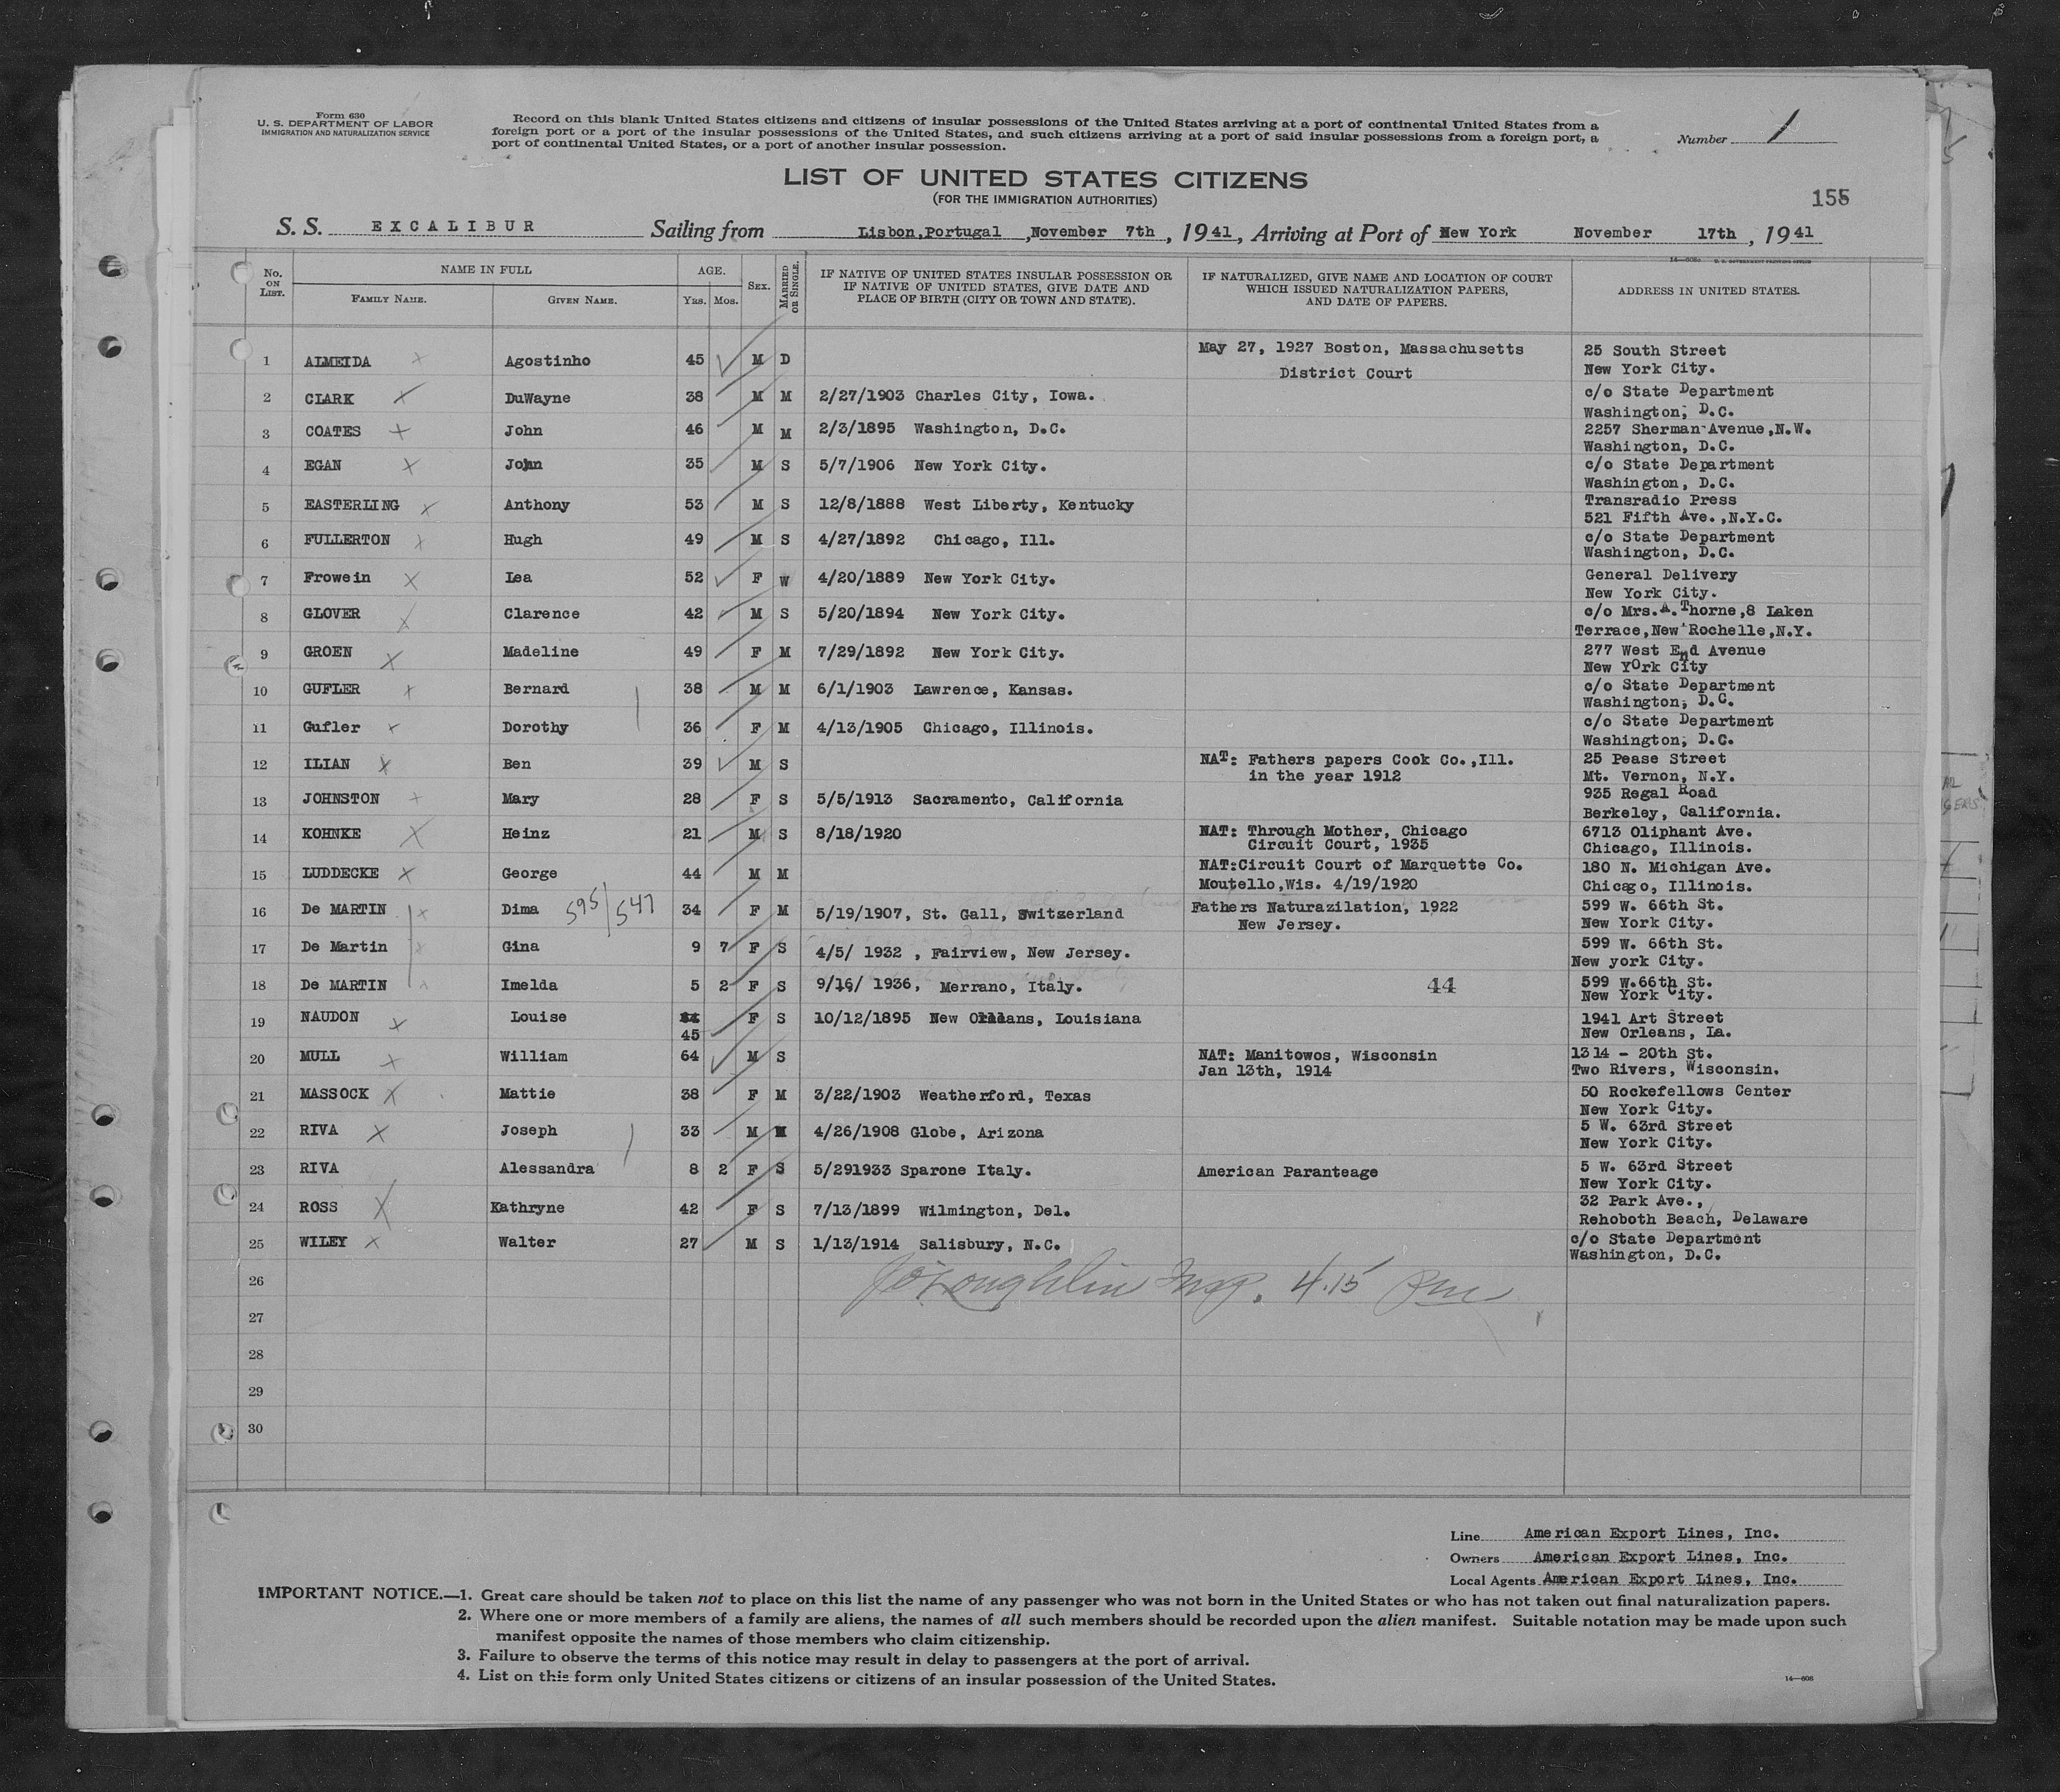 Form 630
U. S. DEPARTMENT OF LABOR
IMMIGRATION AND NATURALIZATION SERVICE
Record on this blank United States citizens and citizens of insular possessions of the United States arriving at a port of continental United States from a
foreign port or a port of the insular possessions of the United States, and such citizens arriving at a port of said insular possessions from a foreign port, a
port of continental United States, or a port of another insular possession.
Number 1
LIST OF UNITED STATES CITIZENS
(FOR THE IMMIGRATION AUTHORITIES)
155
S. S. EXCALIBUR Sailing from Lisbon,Portugal ,November 7th, 1941, Arriving at Port of New York November 17th, 1941
No. ON LIST. NAME IN FULL FAMILY NAME. GIVEN NAME. AGE. Yrs. Mos. SEX. MARRIED OR SINGLE. IF NATIVE OF UNITED STATES INSULAR POSSESSION OR IF NATIVE OF UNITED STATES, GIVE DATE AND PLACE OF BIRTH (CITY OR TOWN AND STATE). IF NATURALIZED, GIVE NAME AND LOCATION OF COURT WHICH ISSUED NATURALIZATION PAPERS, AND DATE OF PAPERS. ADDRESS IN UNITED STATES.
1 ALMEIDA Agostinho 45 M D May 27, 1927 Boston, Massachusetts 25 South Street
District Court New York City.
2 CLARK DuWayne 38 M M 2/27/1903 Charles City, Iowa. c/o State Department
Washington, D.C.
3 COATES John 46 M M 2/3/1895 Washington, D.C. 2257 Sherman Avenue,N.W.
Washington, D.C.
4 EGAN John 35 M S 5/7/1906 New York City. c/o State Department
Washington, D.C.
5 EASTERLING Anthony 53 M S 12/8/1888 West Liberty, Kentucky Transradio Press
521 Fifth Ave.,N.Y.C.
6 FULLERTON Hugh 49 M S 4/27/1892 Chicago, Ill. c/o State Department
Washington, D.C.
7 Frowein Lea 52 F W 4/20/1889 New York City. General Delivery
New York City.
8 GLOVER Clarence 42 M S 5/20/1894 New York City. c/o Mrs.A.Thorne,8 Laken
Terrace,New Rochelle,N.Y.
9 GROEN Madeline 49 F M 7/29/1892 New York City. 277 West End Avenue
New York City
10 GUFLER Bernard 38 M M 6/1/1903 Lawrence, Kansas. c/o State Department
Washington, D.C.
11 Gufler Dorothy 36 F M 4/13/1905 Chicago, Illinois. c/o State Department
Washington, D.C.
12 ILIAN Ben 39 M S NAT: Fathers papers Cook Co.,Ill. 25 Pease Street
in the year 1912 Mt. Vernon, N.Y.
13 JOHNSTON Mary 28 F S 5/5/1913 Sacramento, California 935 Regal Road
Berkeley, California.
14 KOHNKE Heinz 21 M S 8/18/1920 NAT: Through Mother, Chicago 6713 Oliphant Ave.
Circuit Court, 1935 Chicago, Illinois.
15 LUDDECKE George 44 M M NAT:Circuit Court of Marquette Co. 180 N. Michigan Ave.
Moutello,Wis. 4/19/1920 Chicago, Illinois.
16 De MARTIN Dima 595/547 34 F M 5/19/1907, St. Gall, Switzerland Fathers Naturazilation, 1922 599 W. 66th St.
New Jersey. New York City.
17 De Martin Gina 9 7 F S 4/5/ 1932 , Fairview, New Jersey. 599 W. 66th St.
New york City.
18 De MARTIN Imelda 5 2 F S 9/16/ 1936, Merrano, Italy. 44 599 W.66th St.
New York City.
19 NAUDON Louise 45 F S 10/12/1895 New Orleans, Louisiana 1941 Art Street
New Orleans, La.
20 MULL William 64 M S NAT: Manitowos, Wisconsin 1314 - 20th St.
Jan 13th, 1914 Two Rivers, Wisconsin.
21 MASSOCK Mattie 38 F M 3/22/1903 Weatherford, Texas 50 Rockefellows Center
New York City.
22 RIVA Joseph 33 M M 4/26/1908 Globe, Arizona 5 W. 63rd Street
New York City.
23 RIVA Alessandra 8 2 F S 5/291933 Sparone Italy. American Paranteage 5 W. 63rd Street
New York City.
24 ROSS Kathryne 42 F S 7/13/1899 Wilmington, Del. 32 Park Ave.,
Rehoboth Beach, Delaware
25 WILEY Walter 27 M S 1/13/1914 Salisbury, N.C. c/o State Department
Washington, D.C.
26 JO'Loughlin Insp. 4.15 Pm
27
28
29
30
Line American Export Lines, Inc.
Owners American Export Lines, Inc.
Local Agents American Export Lines, Inc.
IMPORTANT NOTICE.—1. Great care should be taken not to place on this list the name of any passenger who was not born in the United States or who has not taken out final naturalization papers.
2. Where one or more members of a family are aliens, the names of all such members should be recorded upon the alien manifest. Suitable notation may be made upon such
manifest opposite the names of those members who claim citizenship.
3. Failure to observe the terms of this notice may result in delay to passengers at the port of arrival.
4. List on this form only United States citizens or citizens of an insular possession of the United States.
14—608